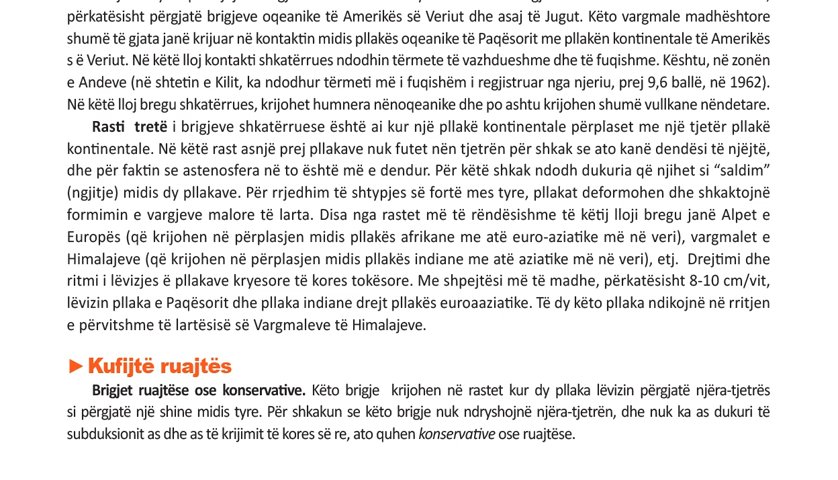 përkatësisht përgjatë brigjeve oqeanike të Amerikës së Veriut dhe asaj të Jugut. Këto vargmale madhështore
shumë të gjata janë krijuar në kontaktin midis pllakës oqeanike të Paqësorit me pllakën kontinentale të Amerikës
s ë Veriut. Në këtë lloj kontakti shkatërrues ndodhin tërmete të vazhdueshme dhe të fuqishme. Kështu, në zonën
e Andeve (në shtetin e Kilit, ka ndodhur tërmeti më i fuqishëm i regjistruar nga njeriu, prej 9,6 ballë, në 1962).
Në këtë lloj bregu shkatërrues, krijohet humnera nënoqeanike dhe po ashtu krijohen shumë vullkane nëndetare.
Rasti tretë i brigjeve shkatërruese është ai kur një pllakë kontinentale përplaset me një tjetër pllakë
kontinentale. Në këtë rast asnjë prej pllakave nuk futet nën tjetrën për shkak se ato kanë dendësi të njëjtë,
dhe për faktin se astenosfera në to është më e dendur. Për këtë shkak ndodh dukuria që njihet si “saldim”
(ngjitje) midis dy pllakave. Për rrjedhim të shtypjes së fortë mes tyre, pllakat deformohen dhe shkaktojnë
formimin e vargjeve malore të larta. Disa nga rastet më të rëndësishme të këtij lloji bregu janë Alpet e
Europës (që krijohen në përplasjen midis pllakës afrikane me atë euro-aziatike më në veri), vargmalet e
Himalajeve (që krijohen në përplasjen midis pllakës indiane me atë aziatike më në veri), etj. Drejtimi dhe
ritmi i lëvizjes ë pllakave kryesore të kores tokësore. Me shpejtësi më të madhe, përkatësisht 8-10 cm/vit,
lëvizin pllaka e Paqësorit dhe pllaka indiane drejt pllakës euroaaziatike. Të dy këto pllaka ndikojnë në rritjen
e përvitshme të lartësisë së Vargmaleve të Himalajeve.
►Kufijtë ruajtës
Brigjet ruajtëse ose konservative. Këto brigje krijohen në rastet kur dy pllaka lëvizin përgjatë njëra-tjetrës
si përgjatë një shine midis tyre. Për shkakun se këto brigje nuk ndryshojnë njëra-tjetrën, dhe nuk ka as dukuri të
subduksionit as dhe as të krijimit të kores së re, ato quhen konservative ose ruajtëse.